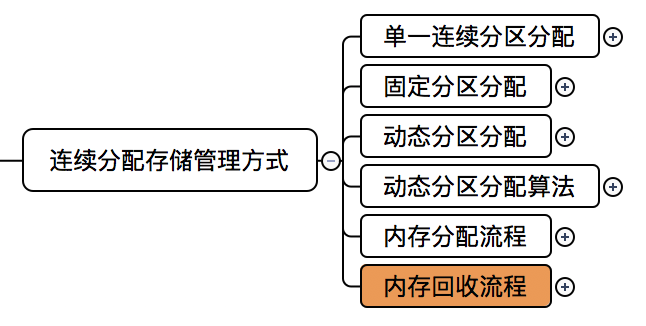 连续分配存储管理方式
单一连续分区分配
固定分区分配
动态分区分配
动态分区分配算法
内存分配流程
内存回收流程